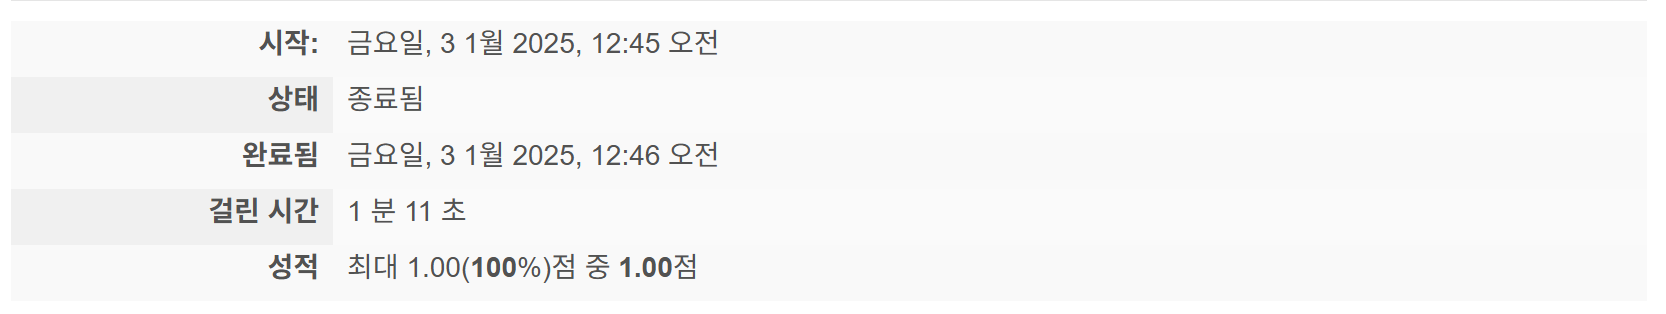 시작: 금요일, 3 1월 2025, 12:45 오전
상태 종료됨
완료됨 금요일, 3 1월 2025, 12:46 오전
걸린 시간 1 분 11 초
성적 최대 1.00(100%)점 중 1.00점